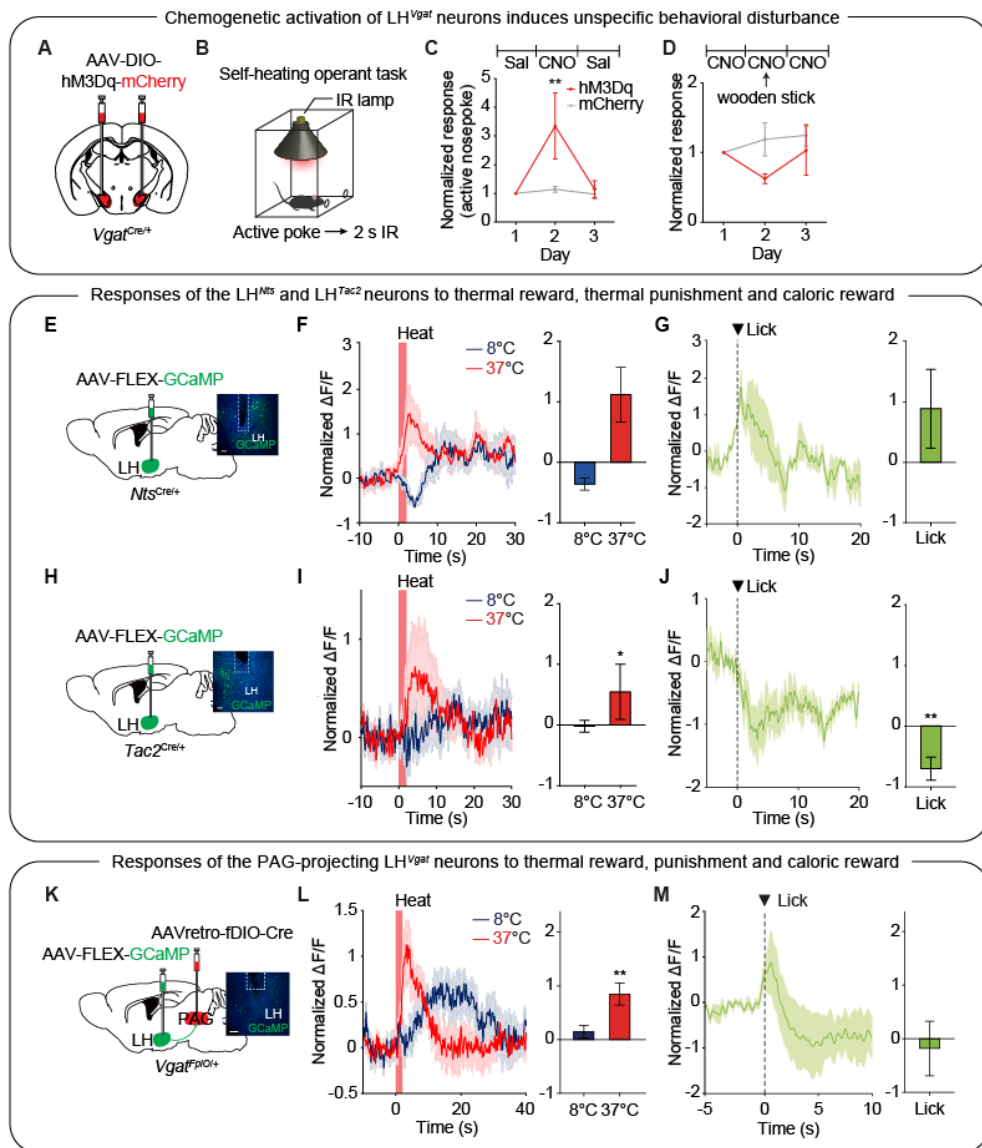 Chemogenetic activation of LHVgat neurons induces unspecific behavioral disturbance
A
AAV-DIO-
hM3Dq-mCherry
VgatCre/+
B
Self-heating operant task
IR lamp
Active poke → 2 s IR
C
Sal CNO Sal
hM3Dq
mCherry
**
Normalized response
(active nosepoke)
5
4
3
2
1
0
1 2 3
Day
D
CNO CNO CNO
wooden stick
Normalized response
2.0
1.5
1.0
0.5
0
1 2 3
Day
Responses of the LHNts and LHTac2 neurons to thermal reward, thermal punishment and caloric reward
E
AAV-FLEX-GCaMP
LH
GCaMP
LH
NtsCre/+
F
Heat
8°C
37°C
Normalized ΔF/F
3
2
1
0
-1
-10 0 10 20 30
Time (s)
2
1
0
-1
8°C 37°C
G
▼ Lick
Normalized ΔF/F
3
2
1
0
-1
-2
0 10 20
Time (s)
2
1
0
-1
Lick
H
AAV-FLEX-GCaMP
LH
GCaMP
LH
Tac2Cre/+
I
Heat
8°C
37°C
Normalized ΔF/F
1
0
-10 0 10 20 30
Time (s)
2
1
0
-1
*
8°C 37°C
J
▼ Lick
Normalized ΔF/F
1
0
-1
-2
0 10 20
Time (s)
2
1
0
-1
**
Lick
Responses of the PAG-projecting LHVgat neurons to thermal reward, punishment and caloric reward
K
AAVretro-fDIO-Cre
AAV-FLEX-GCaMP
PAG
LH
LH
GCaMP
VgatFplO/+
L
Heat
8°C
37°C
Normalized ΔF/F
1.5
1
0.5
0
-0.5
0 20 40
Time (s)
2
1
0
-1
**
8°C 37°C
M
▼ Lick
Normalized ΔF/F
2
1
0
-1
-2
-5 0 5 10
Time (s)
2
1
0
-1
Lick